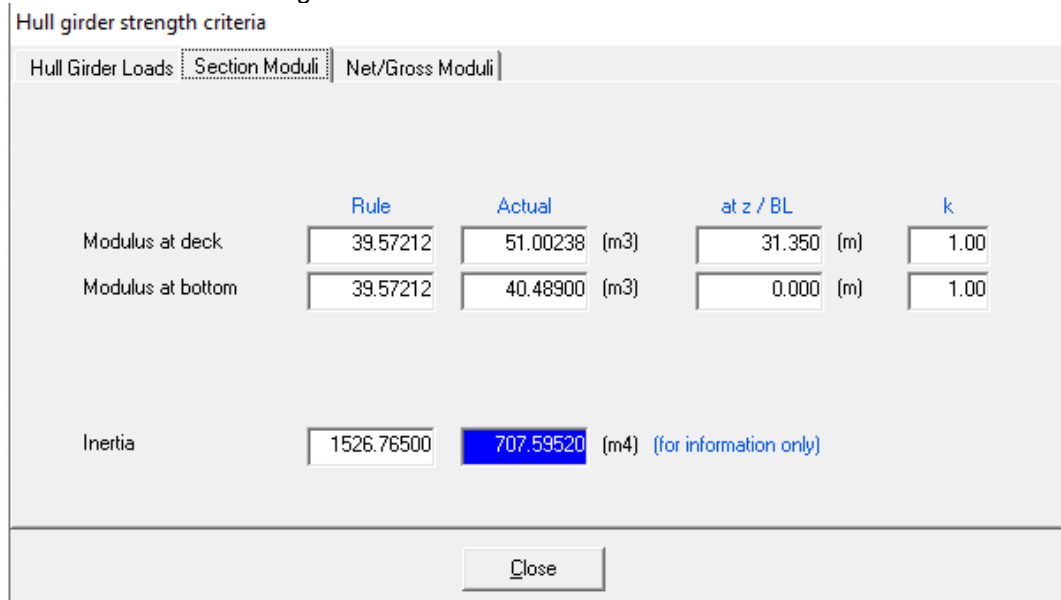 Hull girder strength criteria
Hull Girder Loads Section Moduli Net/Gross Moduli
Rule Actual at z / BL k
Modulus at deck 39.57212 51.00238 (m3) 31.350 (m) 1.00
Modulus at bottom 39.57212 40.48900 (m3) 0.000 (m) 1.00
Inertia 1526.76500 707.59520 (m4) (for information only)
Close